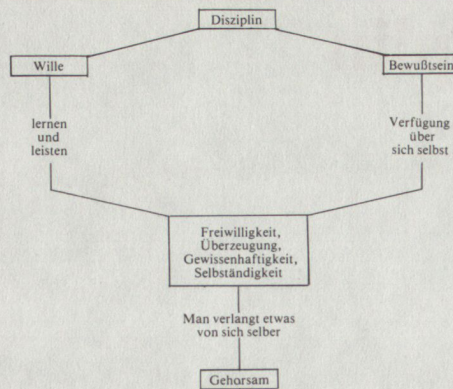 Disziplin
Wille
Bewußtsein
lernen
und
leisten
Verfügung
über
sich selbst
Freiwilligkeit,
Überzeugung,
Gewissenhaftigkeit,
Selbständigkeit
Man verlangt etwas
von sich selber
Gehorsam